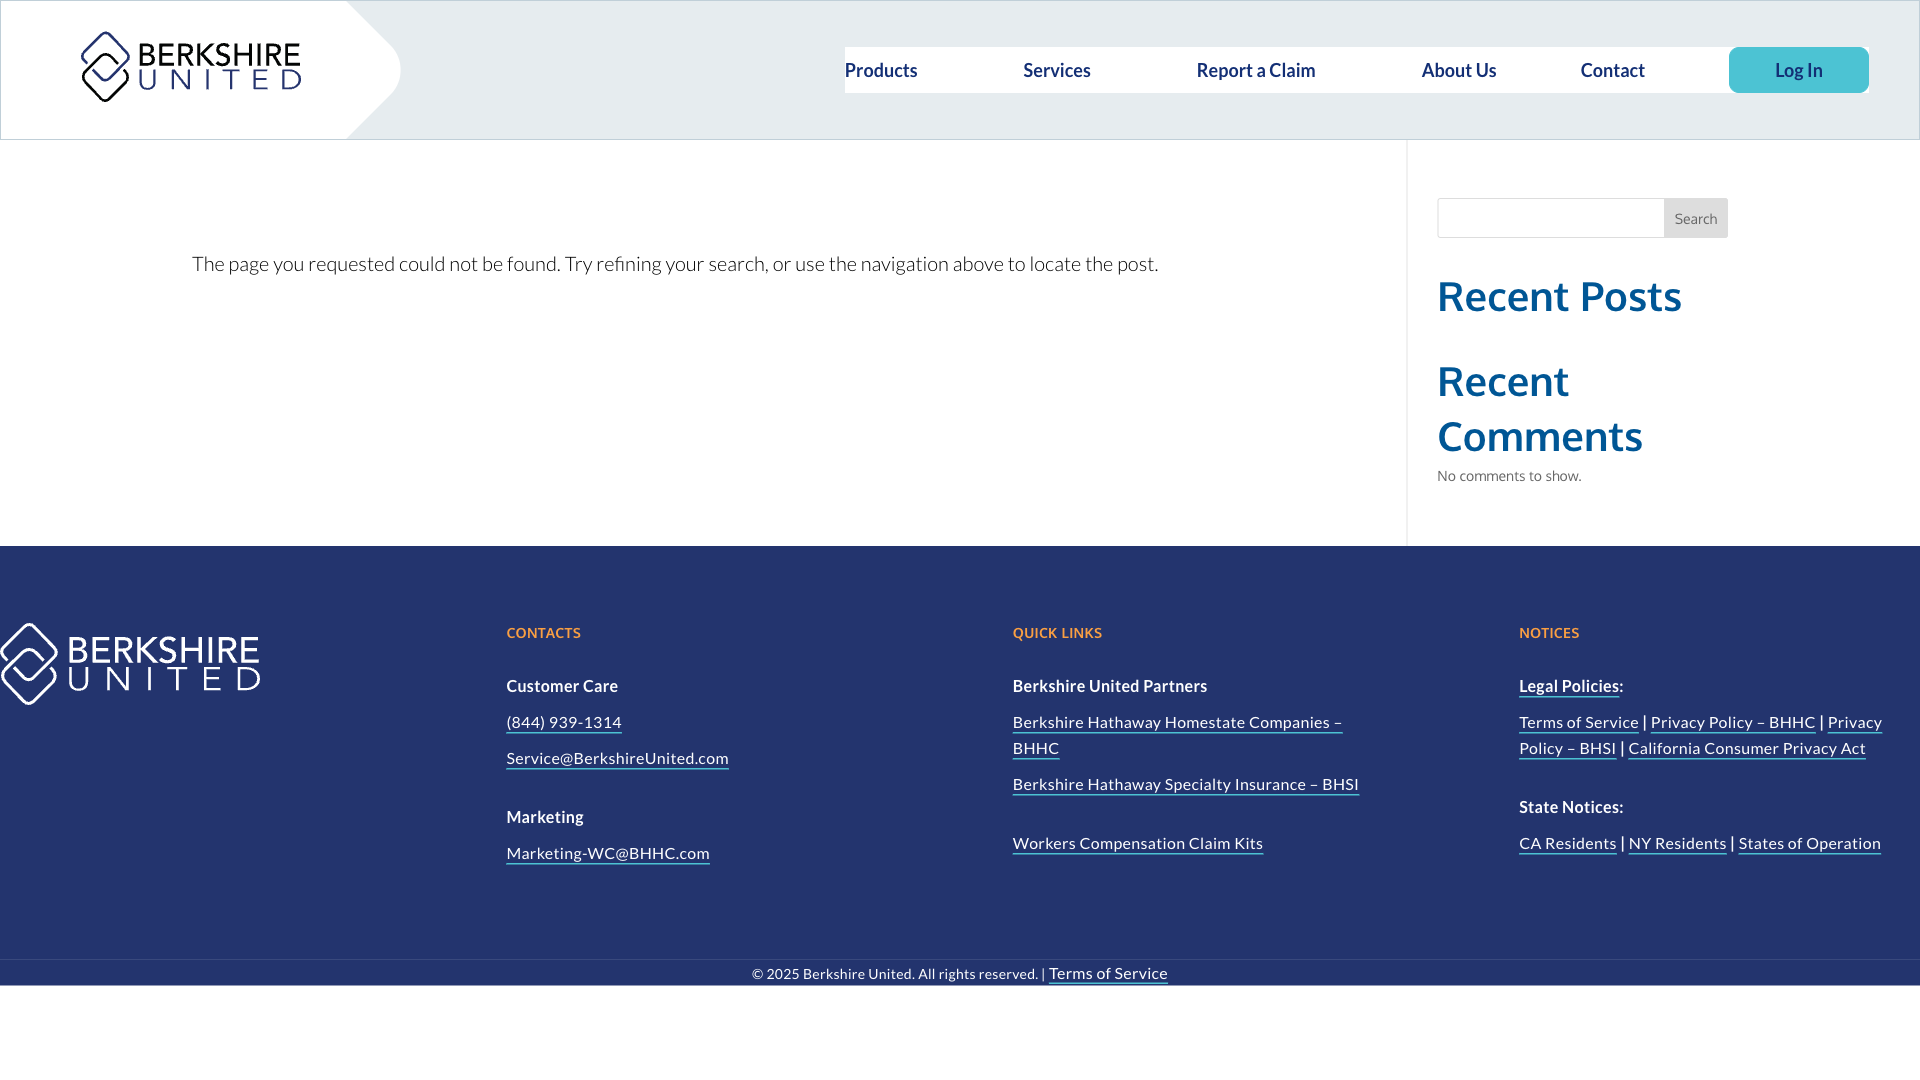 BERKSHIRE
UNITED
Products
Services
Report a Claim
About Us
Contact
Log In
The page you requested could not be found. Try refining your search, or use the navigation above to locate the post.
Search
Recent Posts
Recent
Comments
No comments to show.
BERKSHIRE
UNITED
CONTACTS
Customer Care
(844) 939-1314
Service@BerkshireUnited.com
Marketing
Marketing-WC@BHHC.com
QUICK LINKS
Berkshire United Partners
Berkshire Hathaway Homestate Companies –
BHHC
Berkshire Hathaway Specialty Insurance – BHSI
Workers Compensation Claim Kits
NOTICES
Legal Policies:
Terms of Service | Privacy Policy – BHHC | Privacy
Policy – BHSI | California Consumer Privacy Act
State Notices:
CA Residents | NY Residents | States of Operation
© 2025 Berkshire United. All rights reserved. | Terms of Service